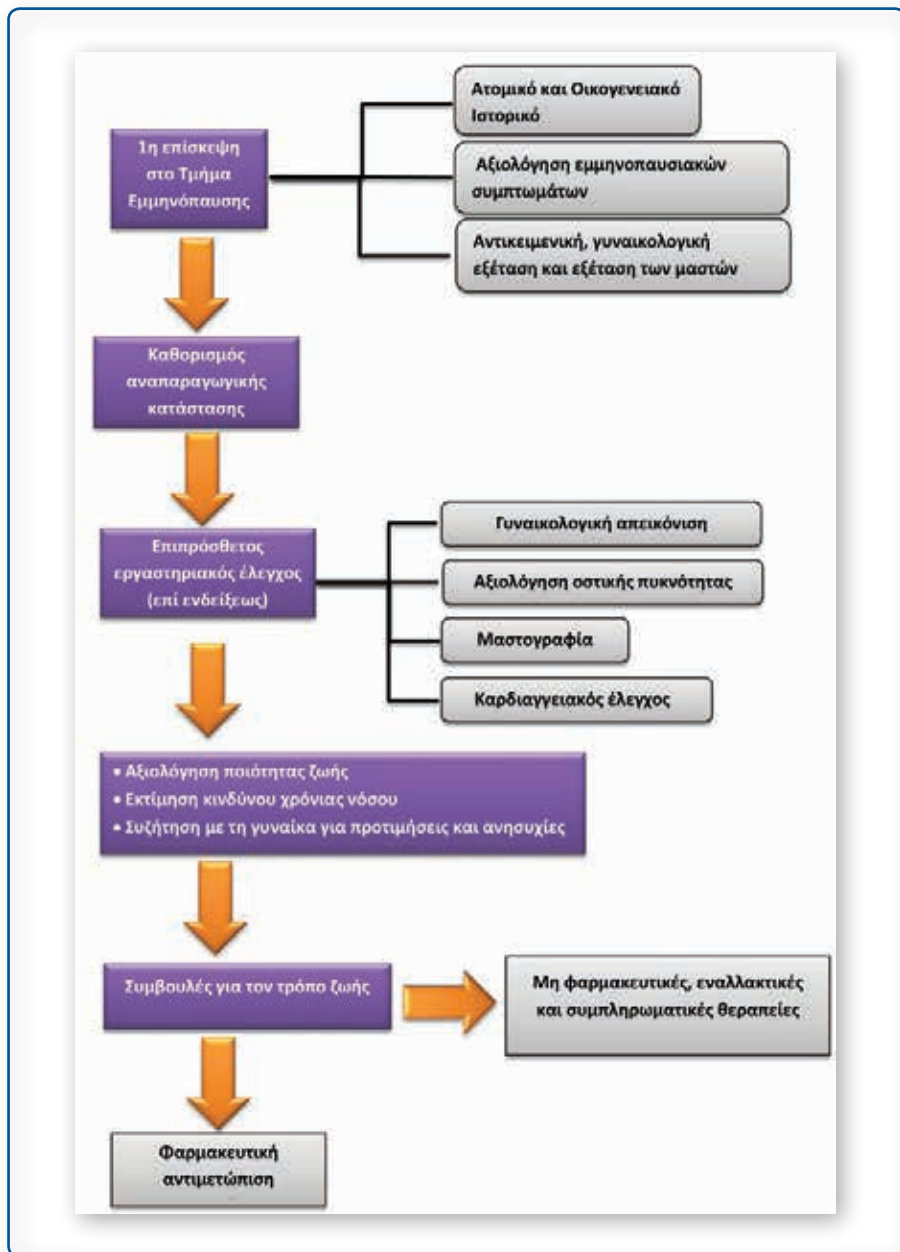 1η επίσκεψη
στο Τμήμα
Εμμηνόπαυσης
Ατομικό και Οικογενειακό
Ιστορικό
Αξιολόγηση εμμηνοπαυσιακών
συμπτωμάτων
Αντικειμενική, γυναικολογική
εξέταση και εξέταση των μαστών
Καθορισμός
αναπαραγωγικής
κατάστασης
Επιπρόσθετος
εργαστηριακός έλεγχος
(επί ενδείξεως)
Γυναικολογική απεικόνιση
Αξιολόγηση οστικής πυκνότητας
Μαστογραφία
Καρδιαγγειακός έλεγχος
• Αξιολόγηση ποιότητας ζωής
• Εκτίμηση κινδύνου χρόνιας νόσου
• Συζήτηση με τη γυναίκα για προτιμήσεις και ανησυχίες
Συμβουλές για τον τρόπο ζωής
Μη φαρμακευτικές, εναλλακτικές
και συμπληρωματικές θεραπείες
Φαρμακευτική
αντιμετώπιση